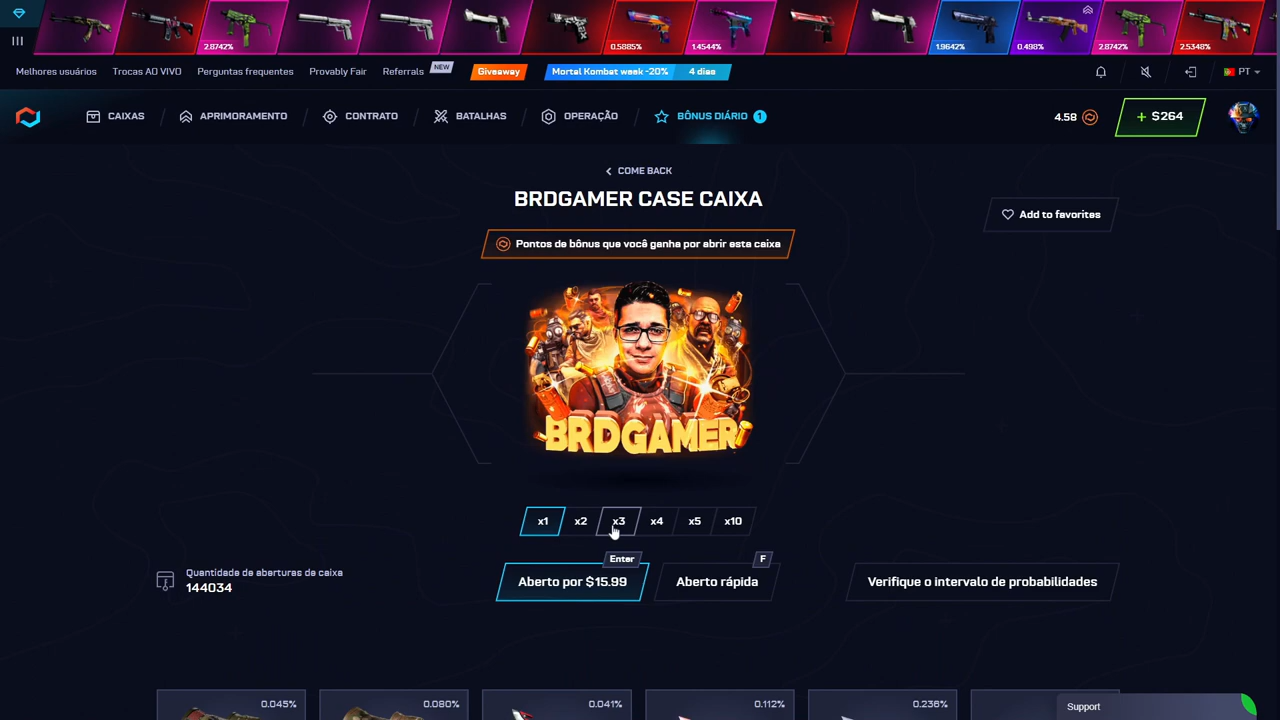 2.8742%
0.5885%
1.4544%
1.9642%
0.498%
2.8742%
2.5348%
Melhores usuários
Trocas AO VIVO
Perguntas frequentes
Provably Fair
Referrals
NEW
Giveaway
Mortal Kombat week -20%
4 dias
PT
CAIXAS
APRIMORAMENTO
CONTRATO
BATALHAS
OPERAÇÃO
BÔNUS DIÁRIO
1
4.58
+ $264
COME BACK
BRDGAMER CASE CAIXA
Add to favorites
Pontos de bônus que você ganha por abrir esta caixa
BRDGAMER
x1
x2
x3
x4
x5
x10
Enter
F
Quantidade de aberturas de caixa
144034
Aberto por $15.99
Aberto rápida
Verifique o intervalo de probabilidades
0.045%
0.080%
0.041%
0.112%
0.236%
Support